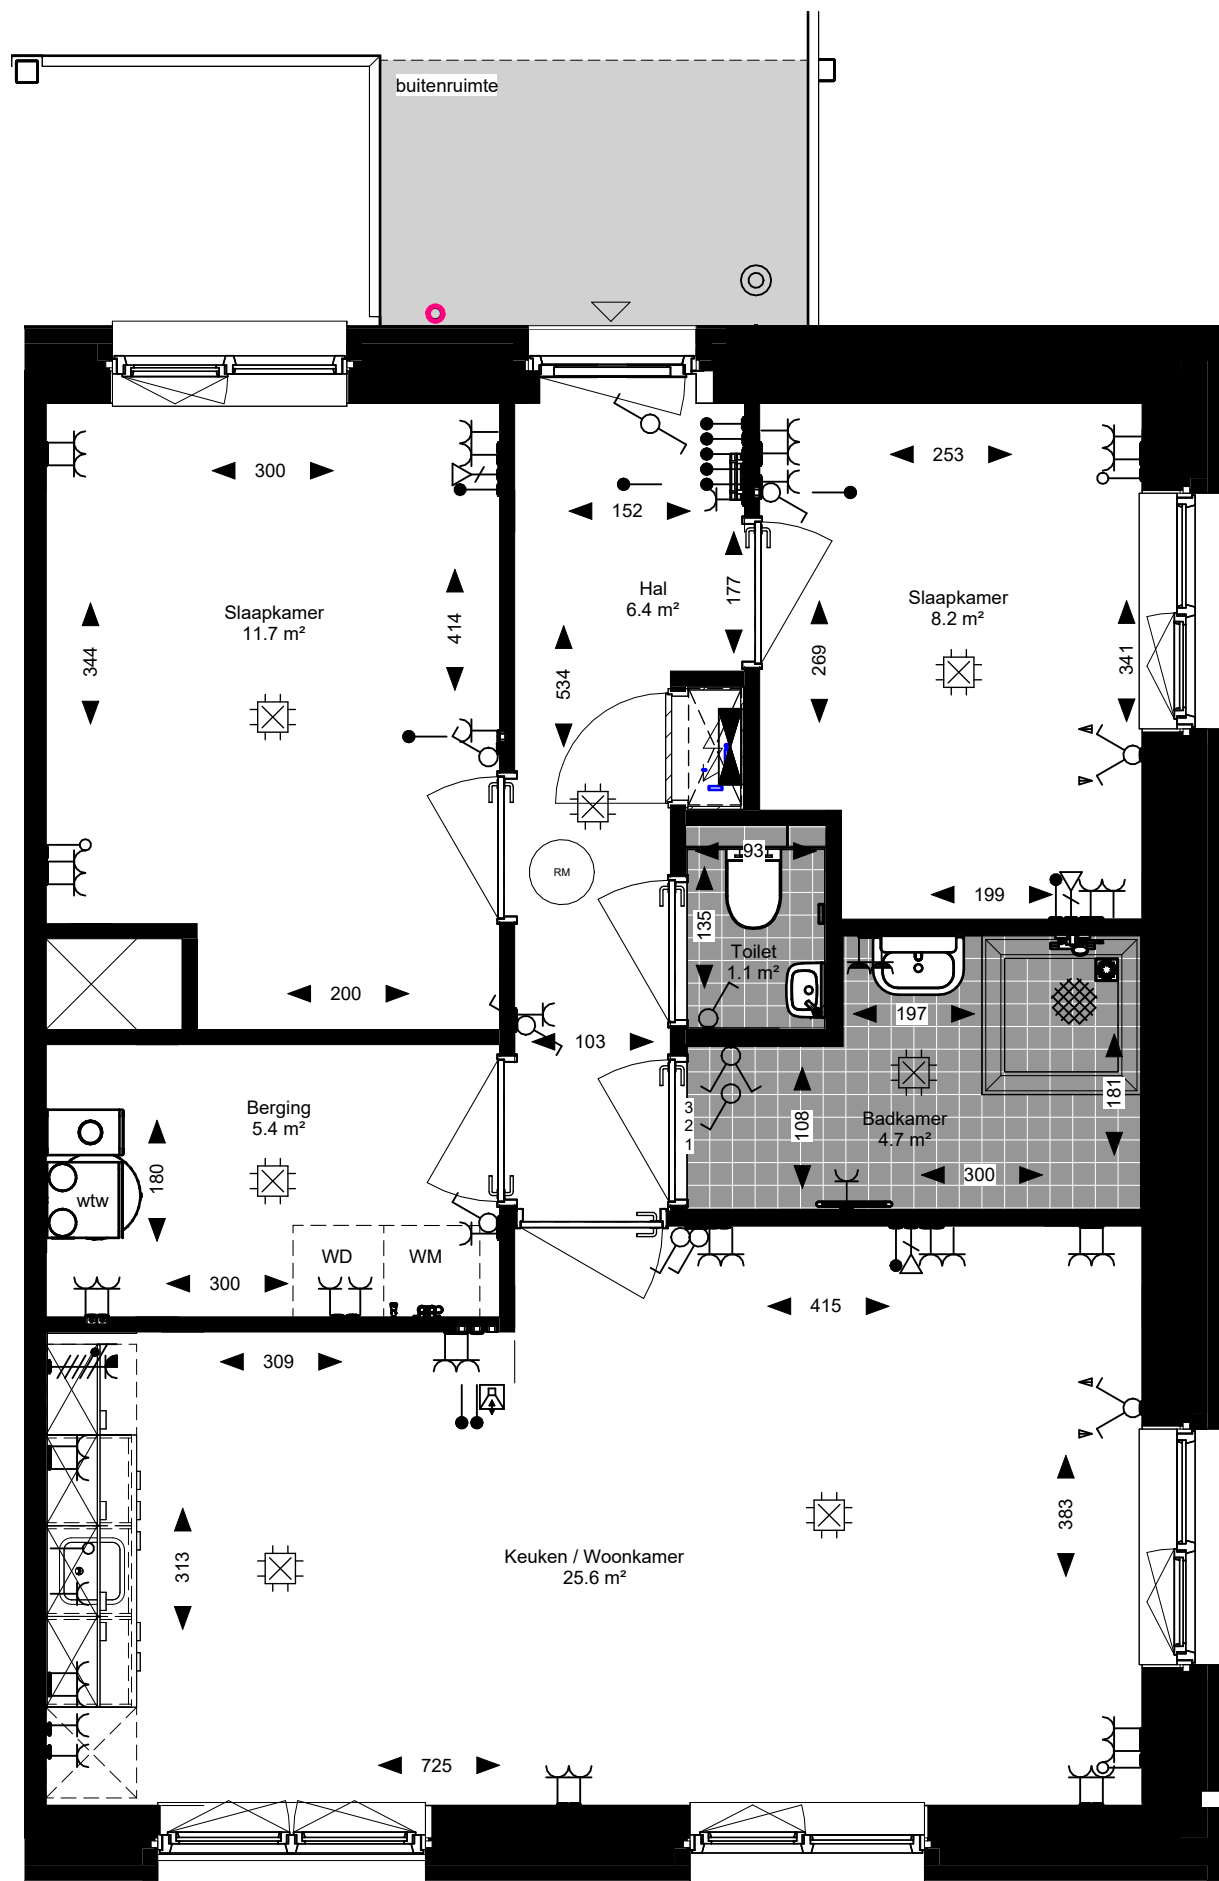 buitenruimte
300
152
253
Hal
6.4 m²
177
Slaapkamer
11.7 m²
414
344
Slaapkamer
8.2 m²
269
341
534
93
RM
135
Toilet
1.1 m²
199
200
103
197
Berging
5.4 m²
180
wtw
WD
WM
300
3
2
1
108
Badkamer
4.7 m²
181
300
415
309
383
313
Keuken / Woonkamer
25.6 m²
725